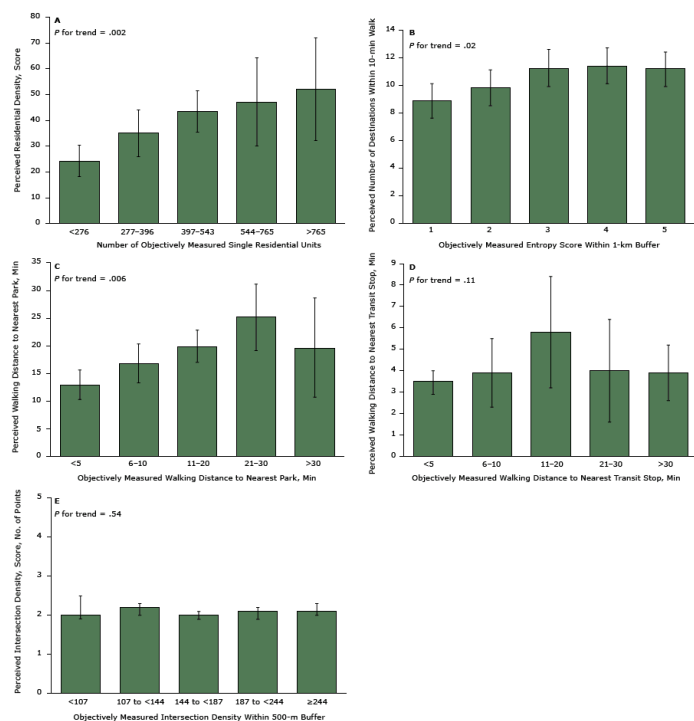 A
P for trend = .002
80
70
60
50
40
30
20
10
0
Perceived Residential Density, Score
<276 277–396 397–543 544–765 >765
Number of Objectively Measured Single Residential Units
B
P for trend = .02
14
12
10
8
6
4
2
0
Perceived Number of Destinations Within 10-min Walk
1 2 3 4 5
Objectively Measured Entropy Score Within 1-km Buffer
C
P for trend = .006
35
30
25
20
15
10
5
0
Perceived Walking Distance to Nearest Park, Min
<5 6–10 11–20 21–30 >30
Objectively Measured Walking Distance to Nearest Park, Min
D
P for trend = .11
9
8
7
6
5
4
3
2
1
0
Perceived Walking Distance to Nearest Transit Stop, Min
<5 6–10 11–20 21–30 >30
Objectively Measured Walking Distance to Nearest Transit Stop, Min
E
P for trend = .54
5
4
3
2
1
0
Perceived Intersection Density, Score, No. of Points
<107 107 to <144 144 to <187 187 to <244 ≥244
Objectively Measured Intersection Density Within 500-m Buffer